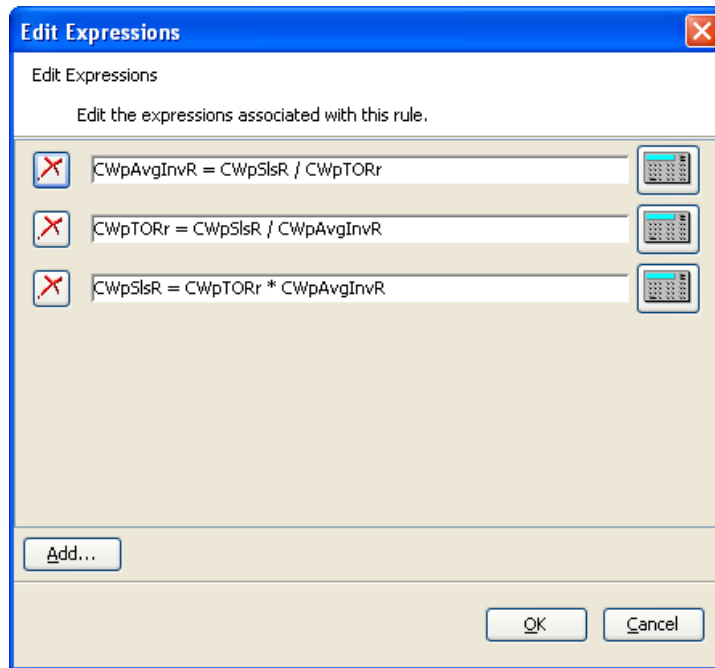 Edit Expressions
Edit Expressions
Edit the expressions associated with this rule.
CWpAvgInvR = CWpSlsR / CWpTORr
CWpTORr = CWpSlsR / CWpAvgInvR
CWpSlsR = CWpTORr * CWpAvgInvR
Add...
OK Cancel